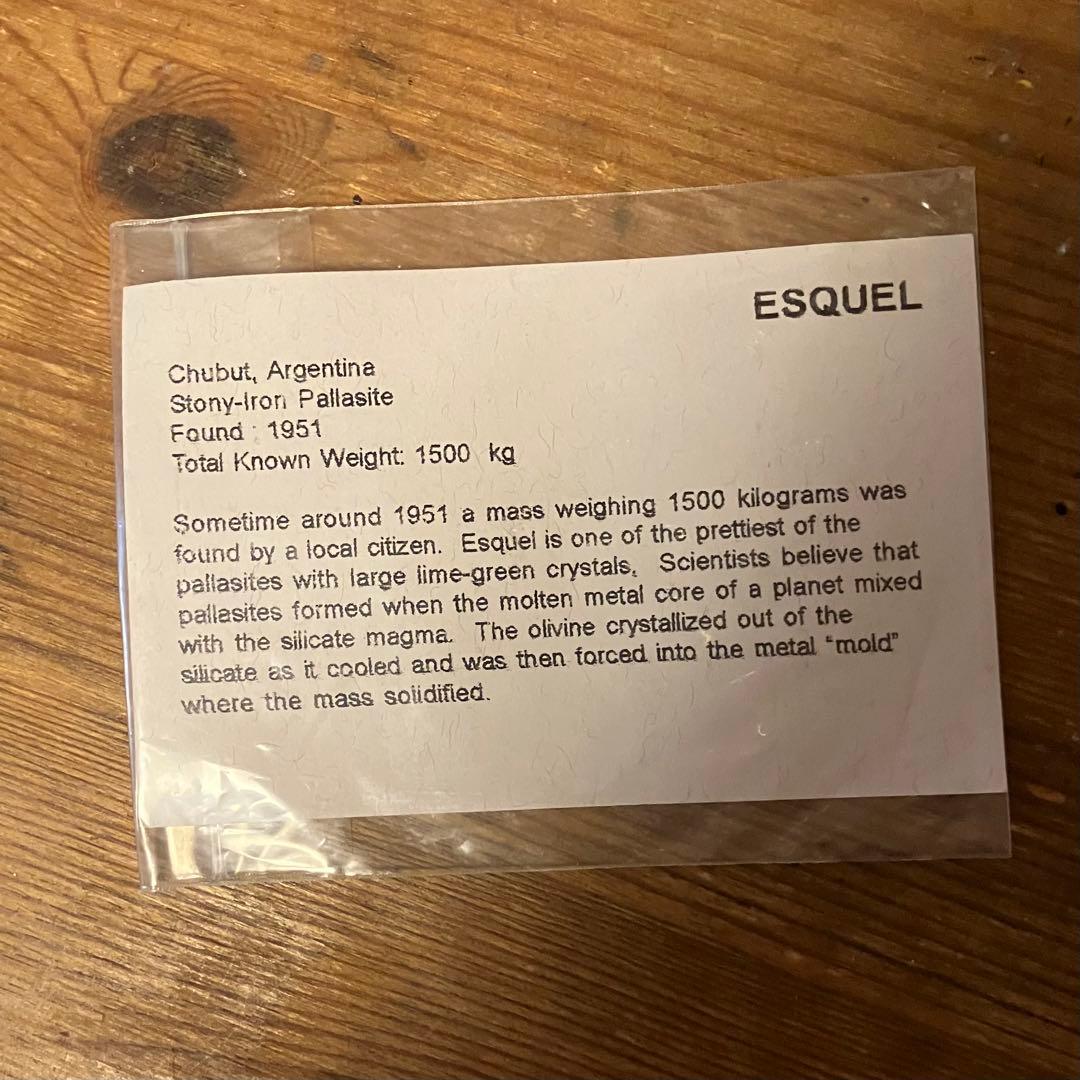 ESQUEL
Chubut, Argentina
Stony-Iron Pallasite
Found : 1951
Total Known Weight: 1500 kg
Sometime around 1951 a mass weighing 1500 kilograms was
found by a local citizen. Esquel is one of the prettiest of the
pallasites with large lime-green crystals. Scientists believe that
pallasites formed when the molten metal core of a planet mixed
with the silicate magma. The olivine crystallized out of the
silicate as it cooled and was then forced into the metal “mold”
where the mass solidified.